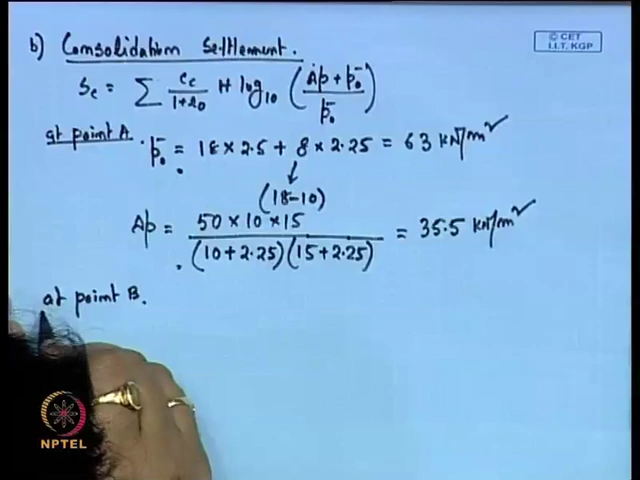 © CET
I.I.T. KGP
b) Consolidation Settlement.
Sc = ∑ Cc/(1+e0) H log10 ((Δp + p̄0)/p̄0)
at point A. p̄0 = 18 × 2.5 + 8 × 2.25 = 63 kN/m²
(18-10)
Δp = 50 × 10 × 15 / (10+2.25)(15+2.25) = 35.5 kN/m²
at point B.
NPTEL